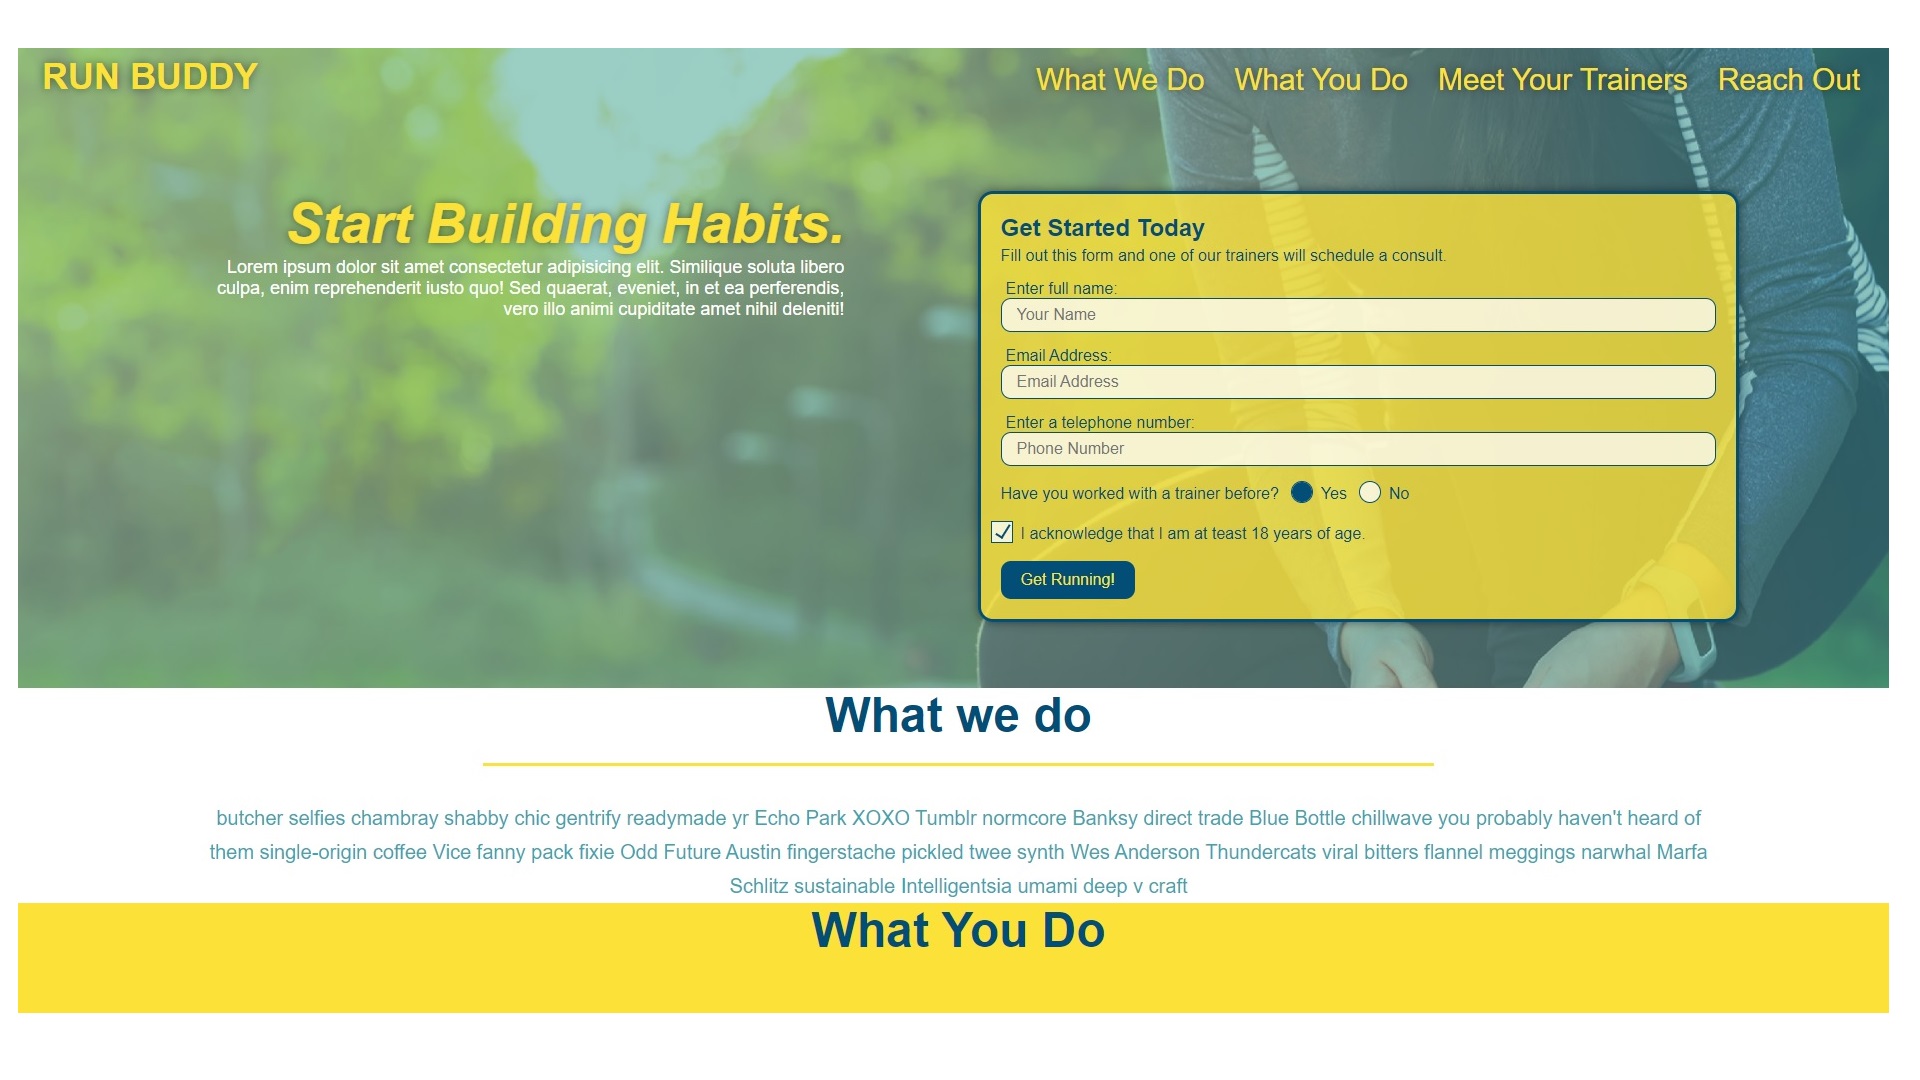 RUN BUDDY
What We Do What You Do Meet Your Trainers Reach Out
Start Building Habits.
Lorem ipsum dolor sit amet consectetur adipisicing elit. Similique soluta libero
culpa, enim reprehenderit iusto quo! Sed quaerat, eveniet, in et ea perferendis,
vero illo animi cupiditate amet nihil deleniti!
Get Started Today
Fill out this form and one of our trainers will schedule a consult.
Enter full name:
Your Name
Email Address:
Email Address
Enter a telephone number:
Phone Number
Have you worked with a trainer before? Yes No
I acknowledge that I am at teast 18 years of age.
Get Running!
What we do
butcher selfies chambray shabby chic gentrify readymade yr Echo Park XOXO Tumblr normcore Banksy direct trade Blue Bottle chillwave you probably haven't heard of
them single-origin coffee Vice fanny pack fixie Odd Future Austin fingerstache pickled twee synth Wes Anderson Thundercats viral bitters flannel meggings narwhal Marfa
Schlitz sustainable Intelligentsia umami deep v craft
What You Do